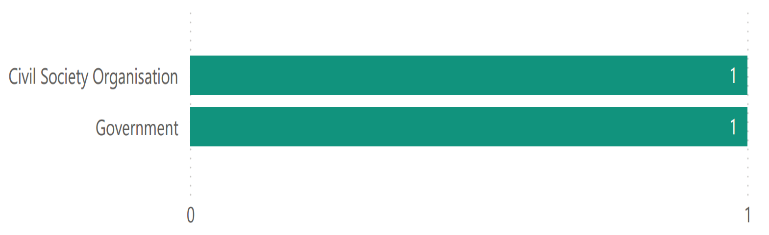 Civil Society Organisation 1
Government 1
0 1